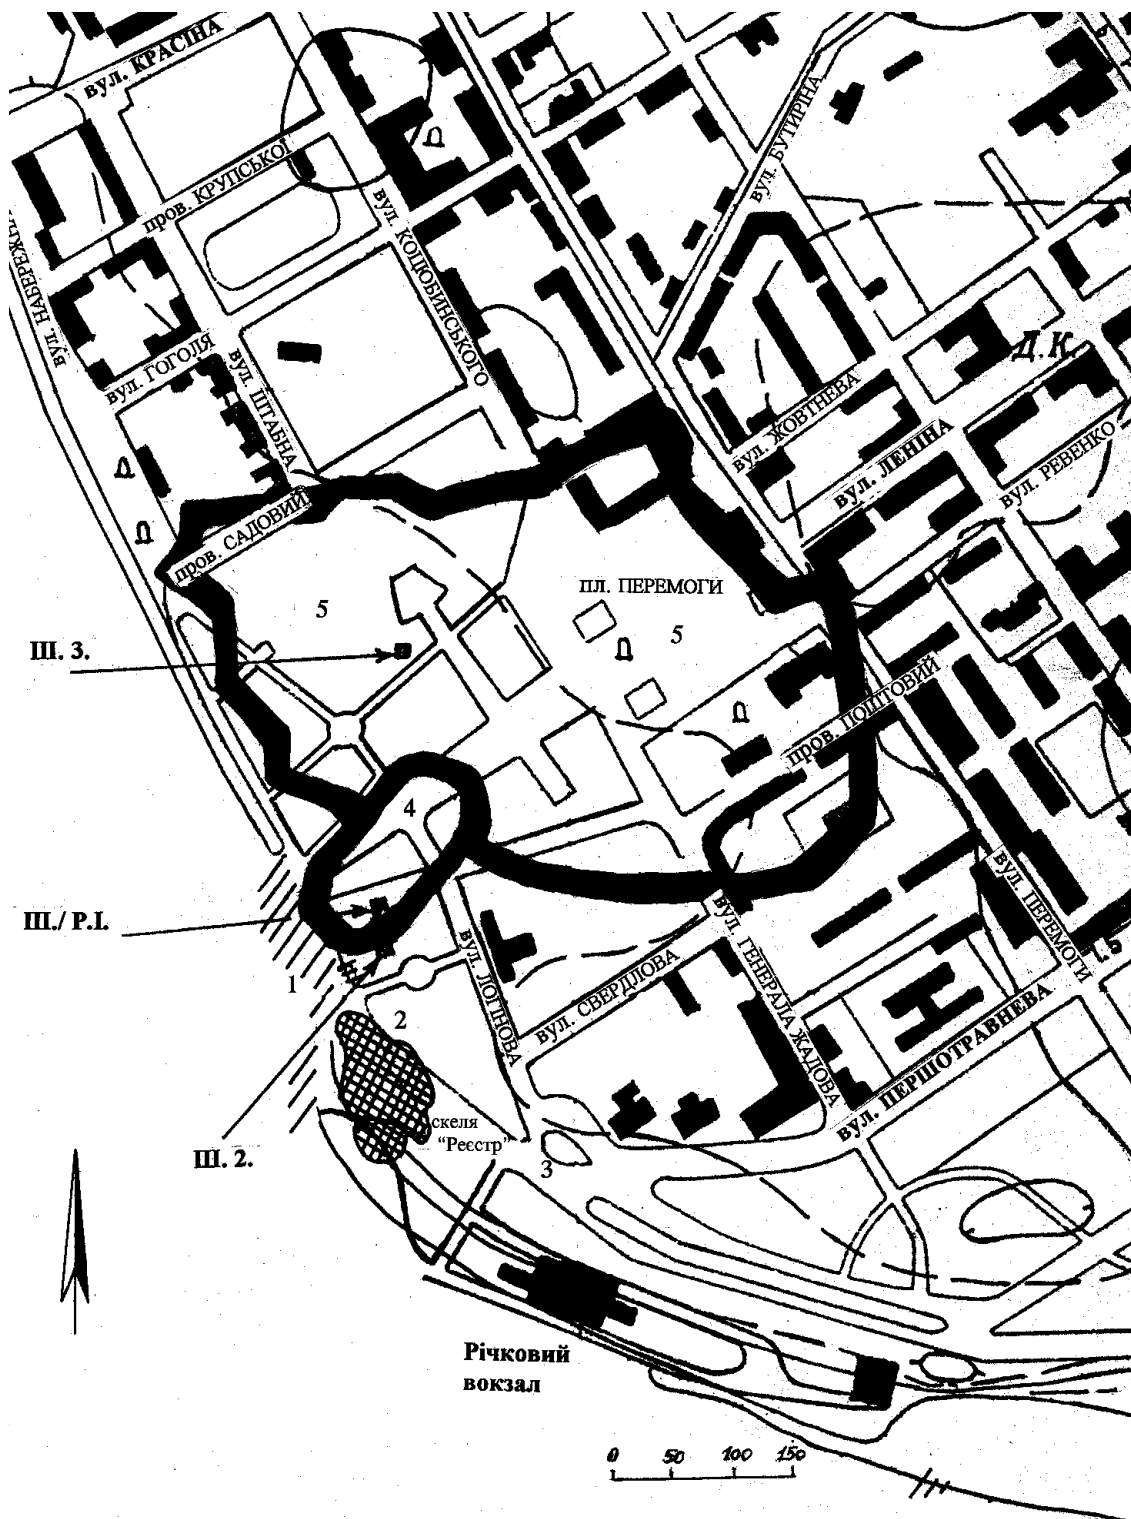 вул. КРАСІНА
пров. КРУПСЬКОЇ
вул. КОЦЮБИНСЬКОГО
вул. БУТИРІНА
вул. НАБЕРЕЖНА
вул. ГОГОЛЯ
вул. ШТАБНА
Д. К.
вул. ЖОВТНЕВА
вул. ЛЕНІНА
вул. РЕВЕНКО
пров. САДОВИЙ
пл. ПЕРЕМОГИ
5
5
Ш. 3.
пров. ПОШТОВИЙ
4
Ш./ Р.І.
вул. ПЕРЕМОГИ
вул. ЛОГІНОВА
вул. СВЕРДЛОВА
вул. ГЕНЕРАЛА ЖАДОВА
вул. ПЕРШОТРАВНЕВА
1
2
скеля
"Реєстр"
3
Ш. 2.
Річковий
вокзал
0 50 100 150